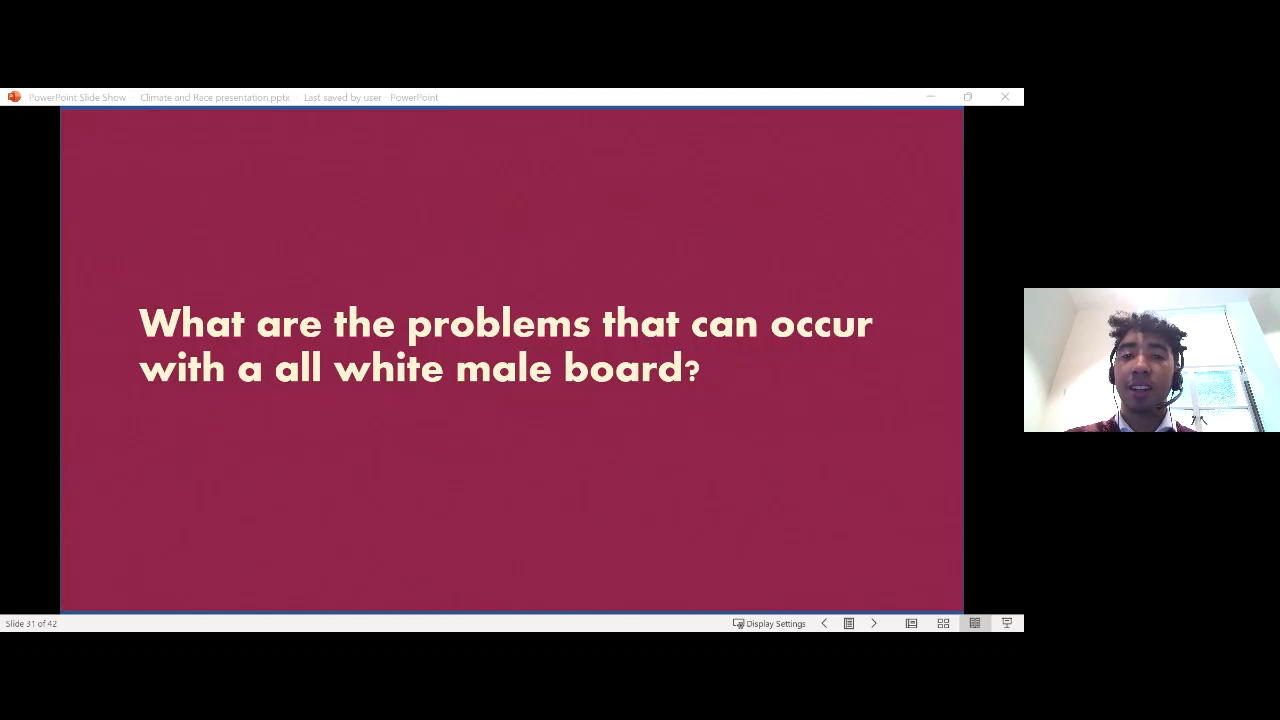 PowerPoint Slide Show - Climate and Race presentation.pptx - Last saved by user - PowerPoint
What are the problems that can occur
with a all white male board?
Slide 31 of 42
Display Settings